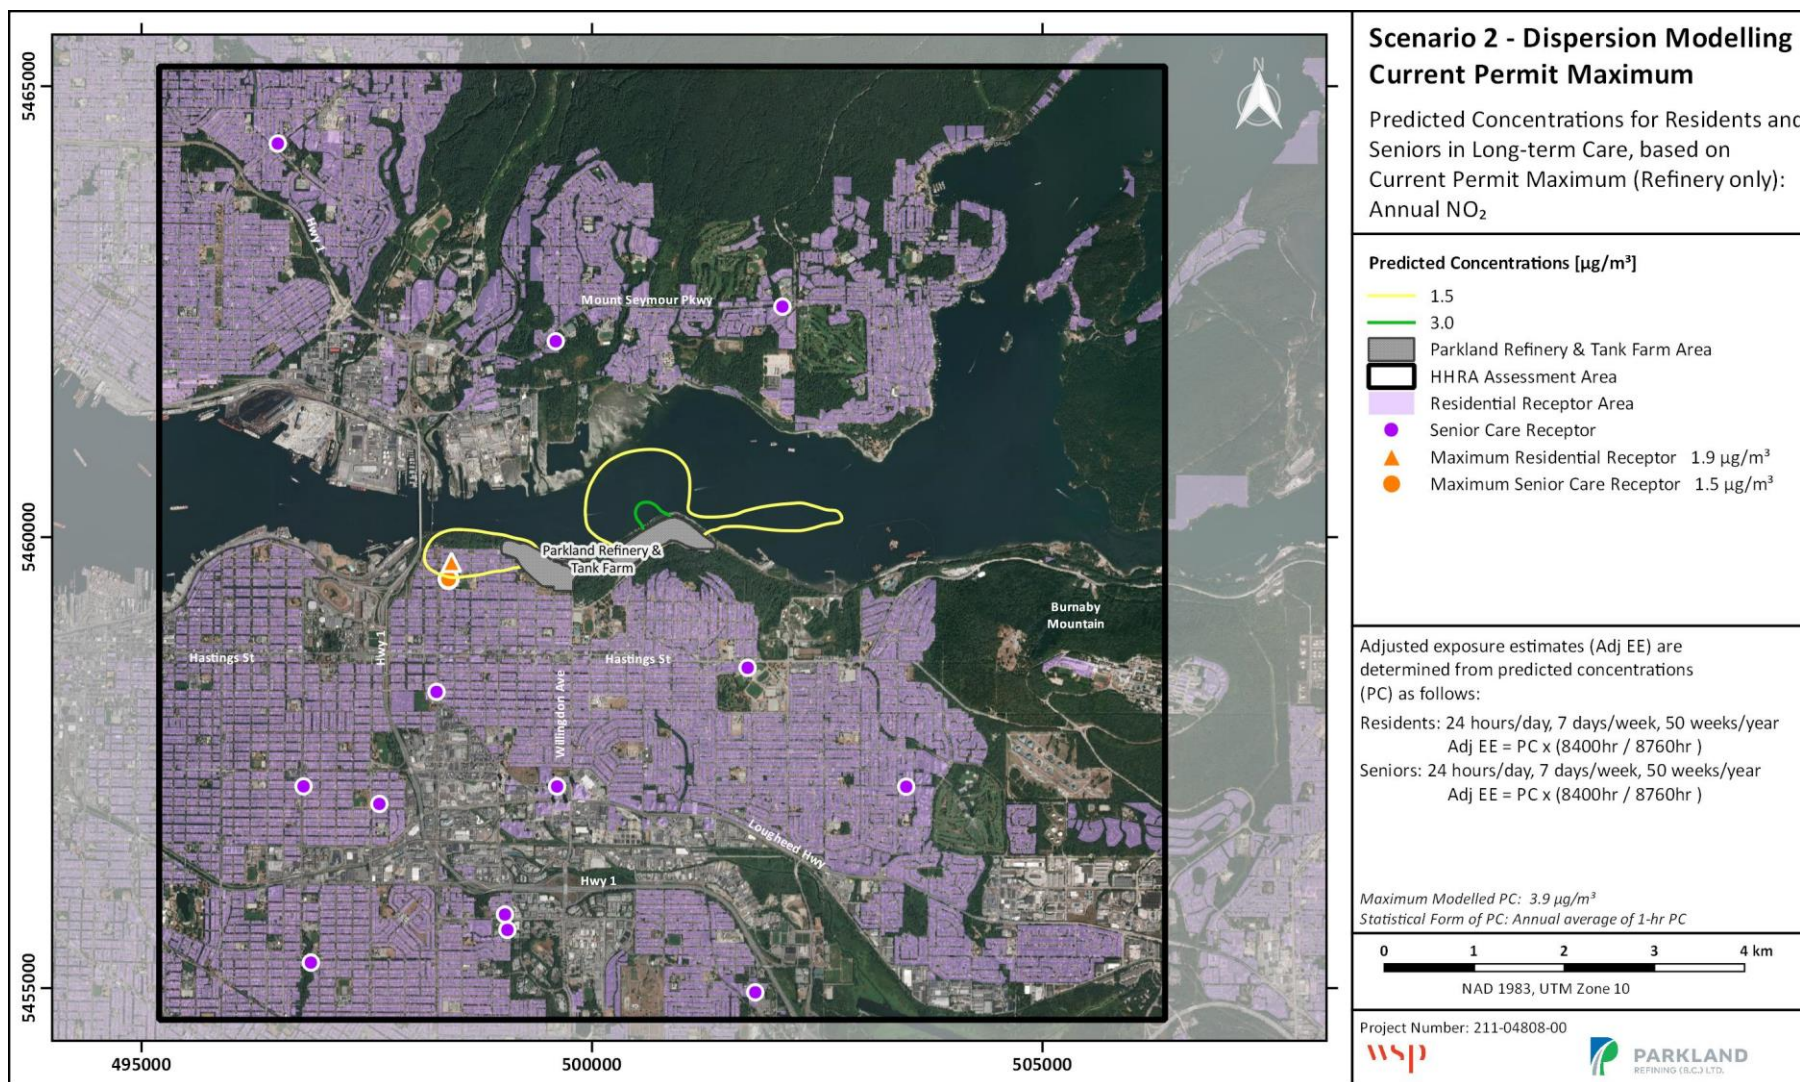 Scenario 2 - Dispersion Modelling
Current Permit Maximum
Predicted Concentrations for Residents and
Seniors in Long-term Care, based on
Current Permit Maximum (Refinery only):
Annual NO₂
Predicted Concentrations [µg/m³]
1.5
3.0
Parkland Refinery & Tank Farm Area
HHRA Assessment Area
Residential Receptor Area
Senior Care Receptor
Maximum Residential Receptor 1.9 µg/m³
Maximum Senior Care Receptor 1.5 µg/m³
Adjusted exposure estimates (Adj EE) are
determined from predicted concentrations
(PC) as follows:
Residents: 24 hours/day, 7 days/week, 50 weeks/year
Adj EE = PC x (8400hr / 8760hr )
Seniors: 24 hours/day, 7 days/week, 50 weeks/year
Adj EE = PC x (8400hr / 8760hr )
Maximum Modelled PC: 3.9 µg/m³
Statistical Form of PC: Annual average of 1-hr PC
0 1 2 3 4 km
NAD 1983, UTM Zone 10
Project Number: 211-04808-00
wsp
PARKLAND
REFINING (B.C.) LTD.
N
5465000
5460000
5455000
495000
500000
505000
Hwy 1
Mount Seymour Pkwy
Parkland Refinery &
Tank Farm
Burnaby
Mountain
Hastings St
Hwy 1
Hastings St
Willingdon Ave
Lougheed Hwy
Hwy 1